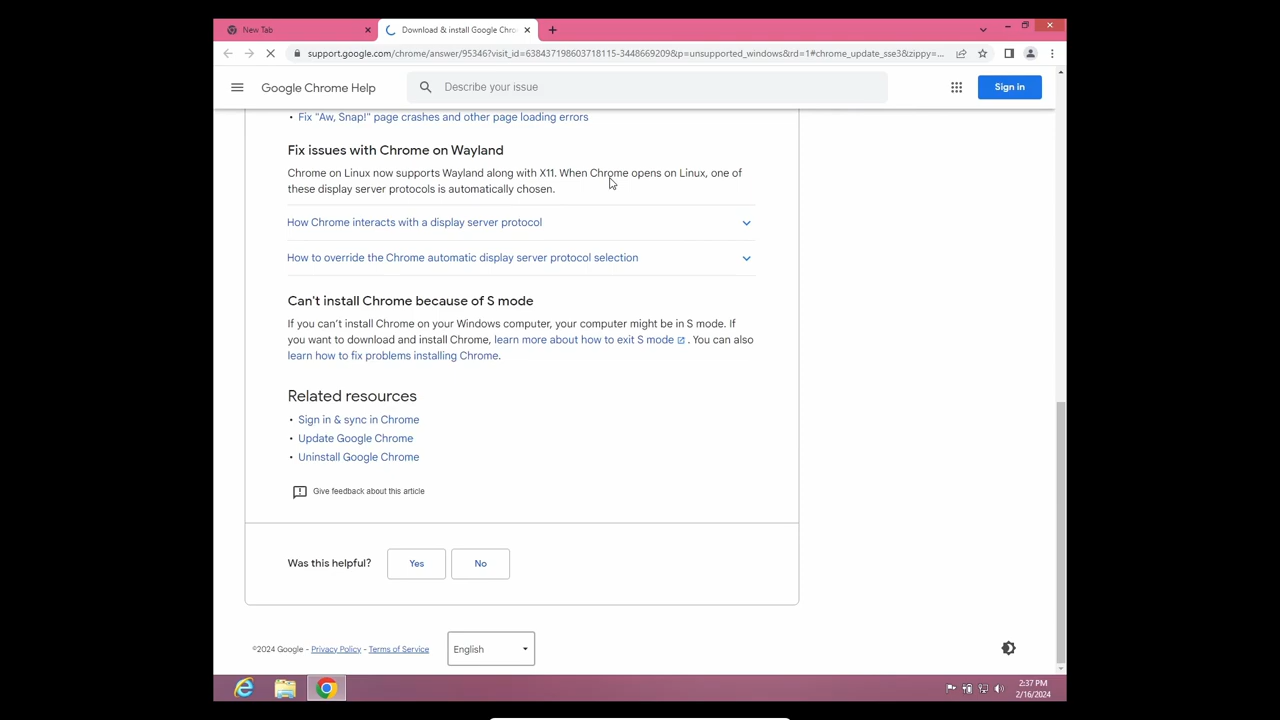 New Tab
Download & install Google Chro
support.google.com/chrome/answer/95346?visit_id=638437198603718115-3448669209&p=unsupported_windows&rd=1#chrome_update_sse3&zippy=...
Google Chrome Help
Describe your issue
Sign in
• Fix "Aw, Snap!" page crashes and other page loading errors
Fix issues with Chrome on Wayland
Chrome on Linux now supports Wayland along with X11. When Chrome opens on Linux, one of
these display server protocols is automatically chosen.
How Chrome interacts with a display server protocol
How to override the Chrome automatic display server protocol selection
Can't install Chrome because of S mode
If you can't install Chrome on your Windows computer, your computer might be in S mode. If
you want to download and install Chrome, learn more about how to exit S mode . You can also
learn how to fix problems installing Chrome.
Related resources
• Sign in & sync in Chrome
• Update Google Chrome
• Uninstall Google Chrome
Give feedback about this article
Was this helpful?
Yes
No
©2024 Google - Privacy Policy - Terms of Service
English
2:37 PM
2/16/2024